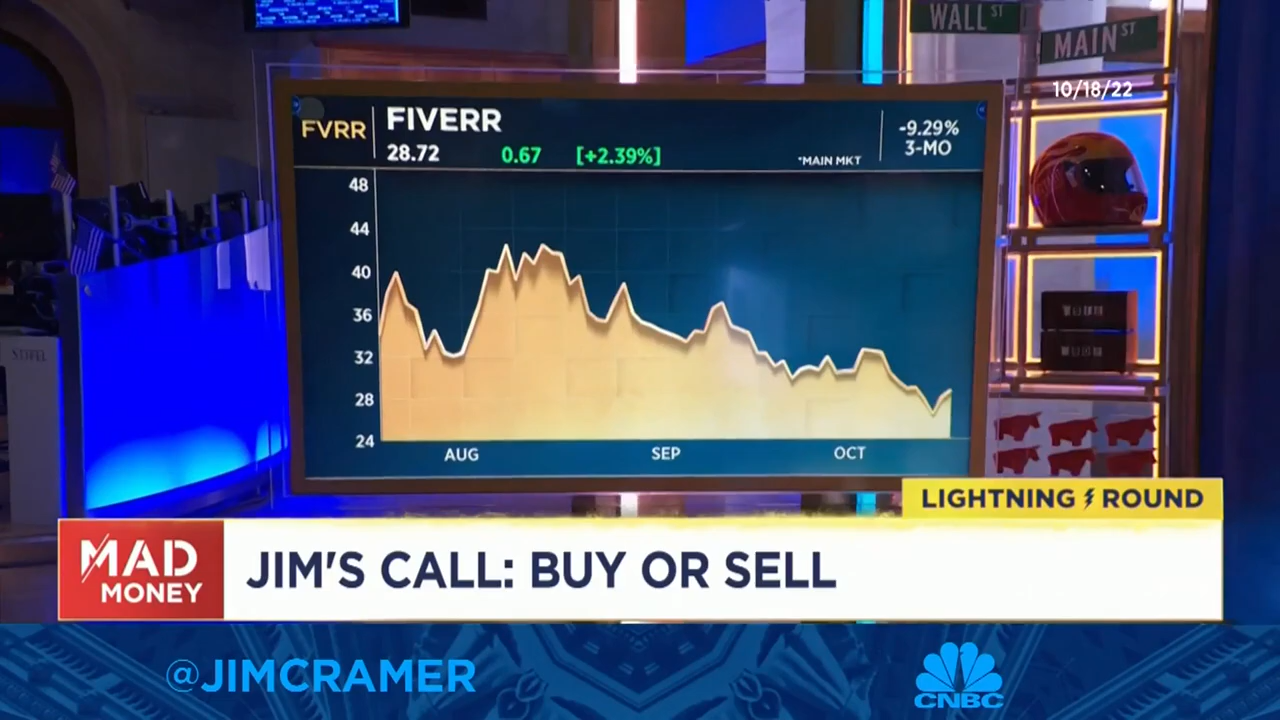 WALL ST
MAIN ST
10/18/22
FVRR
FIVERR
28.72 0.67 [+2.39%]
*MAIN MKT
-9.29%
3-MO
48
44
40
36
32
28
24
AUG SEP OCT
STIFEL
LIGHTNING ROUND
MAD
MONEY
JIM'S CALL: BUY OR SELL
@JIMCRAMER
CNBC